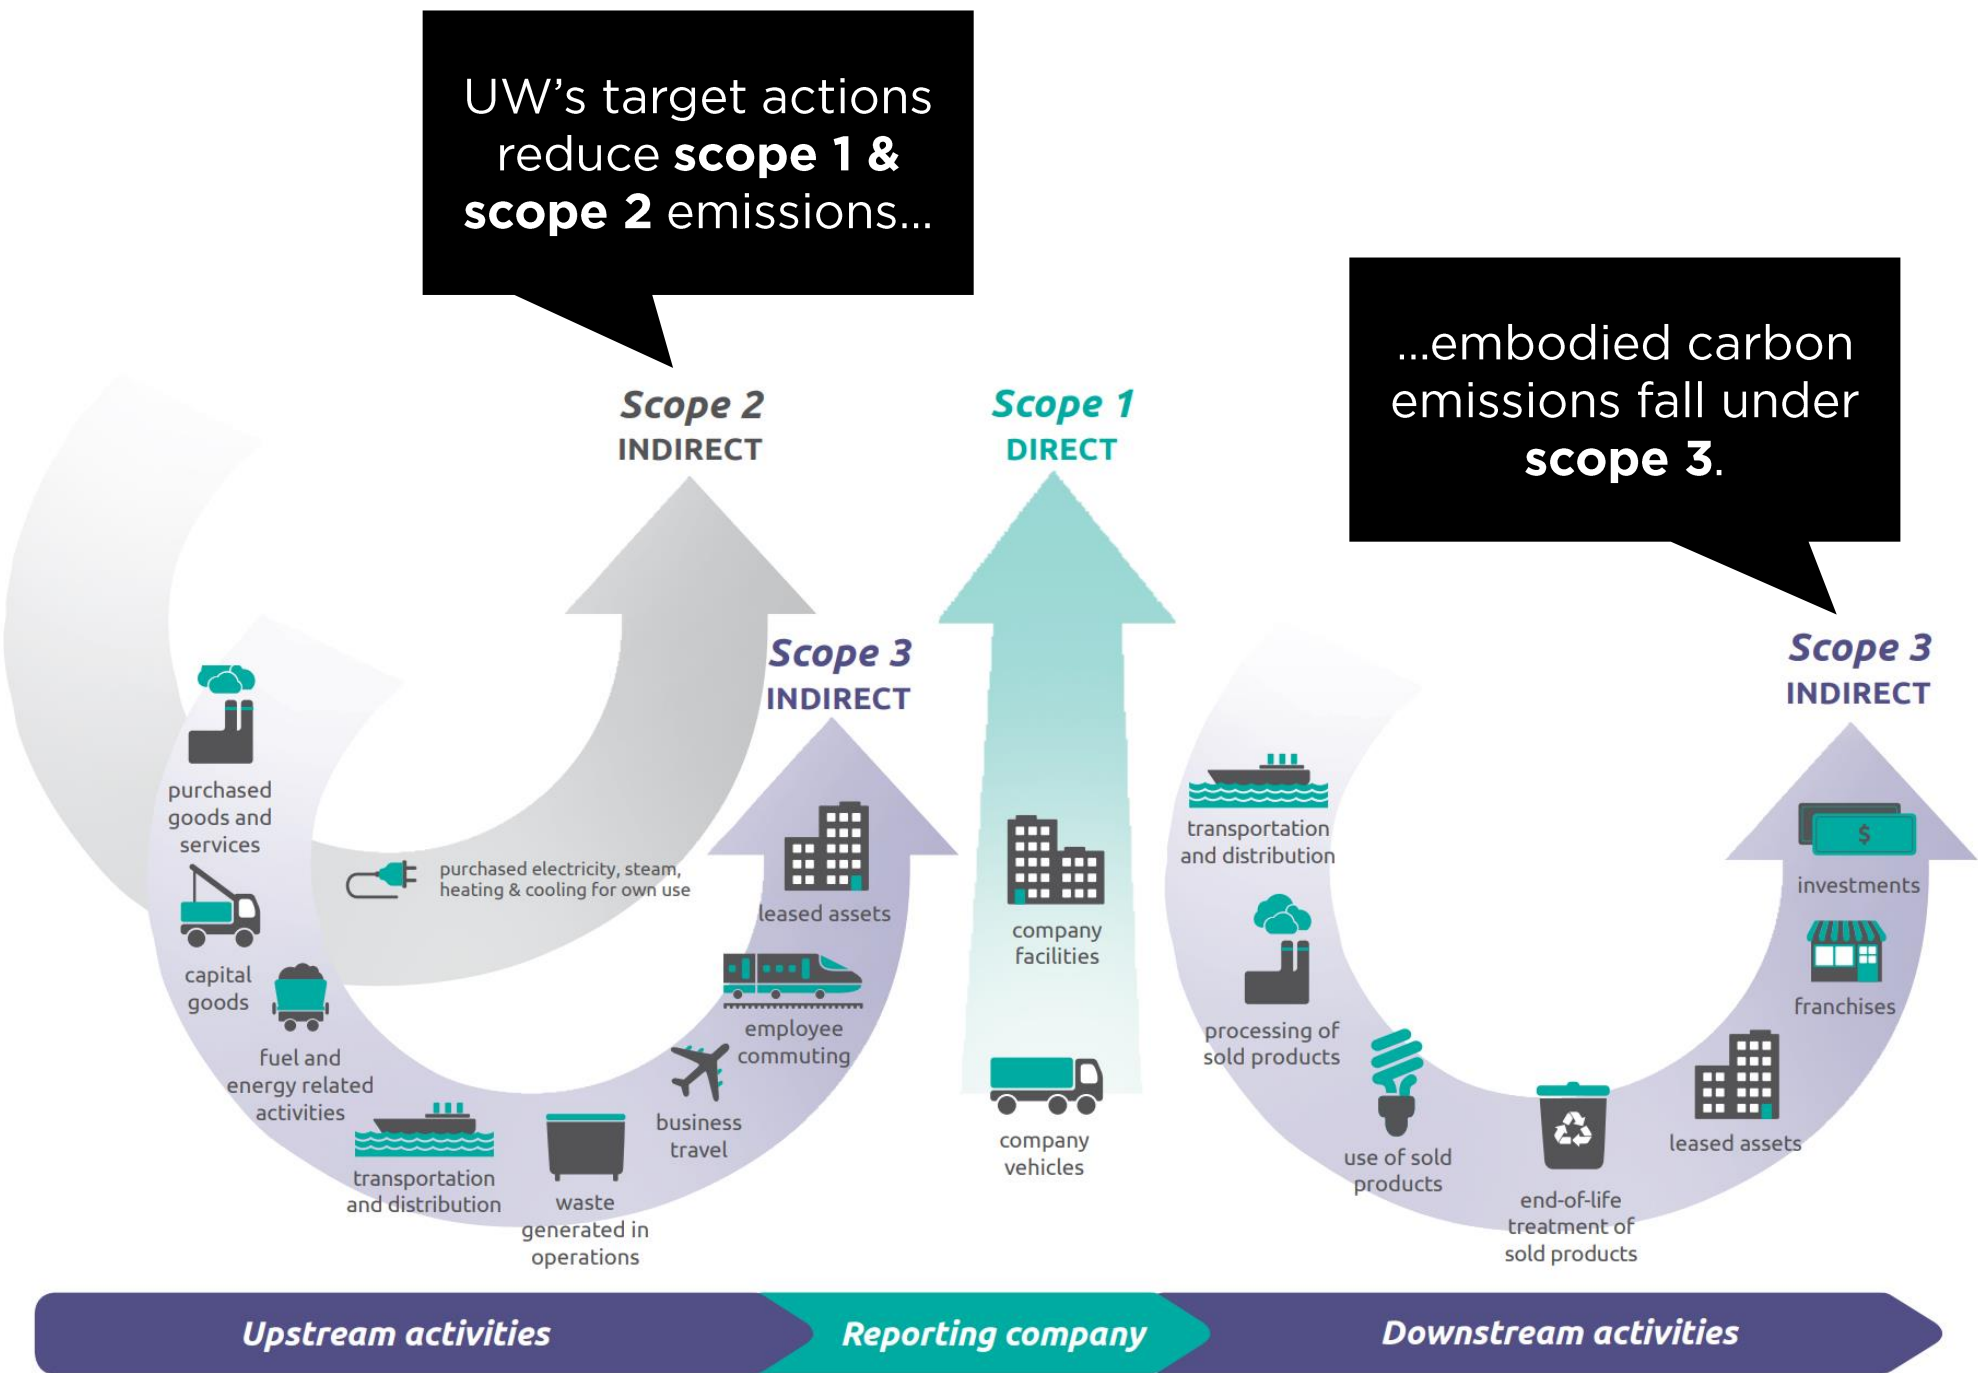 UW’s target actions
reduce scope 1 &
scope 2 emissions...
...embodied carbon
emissions fall under
scope 3.
Scope 2
INDIRECT
Scope 1
DIRECT
Scope 3
INDIRECT
Scope 3
INDIRECT
purchased
goods and
services
capital
goods
fuel and
energy related
activities
purchased electricity, steam,
heating & cooling for own use
transportation
and distribution
waste
generated in
operations
business
travel
employee
commuting
leased assets
company
facilities
company
vehicles
transportation
and distribution
processing of
sold products
use of sold
products
end-of-life
treatment of
sold products
leased assets
franchises
$
investments
Upstream activities
Reporting company
Downstream activities